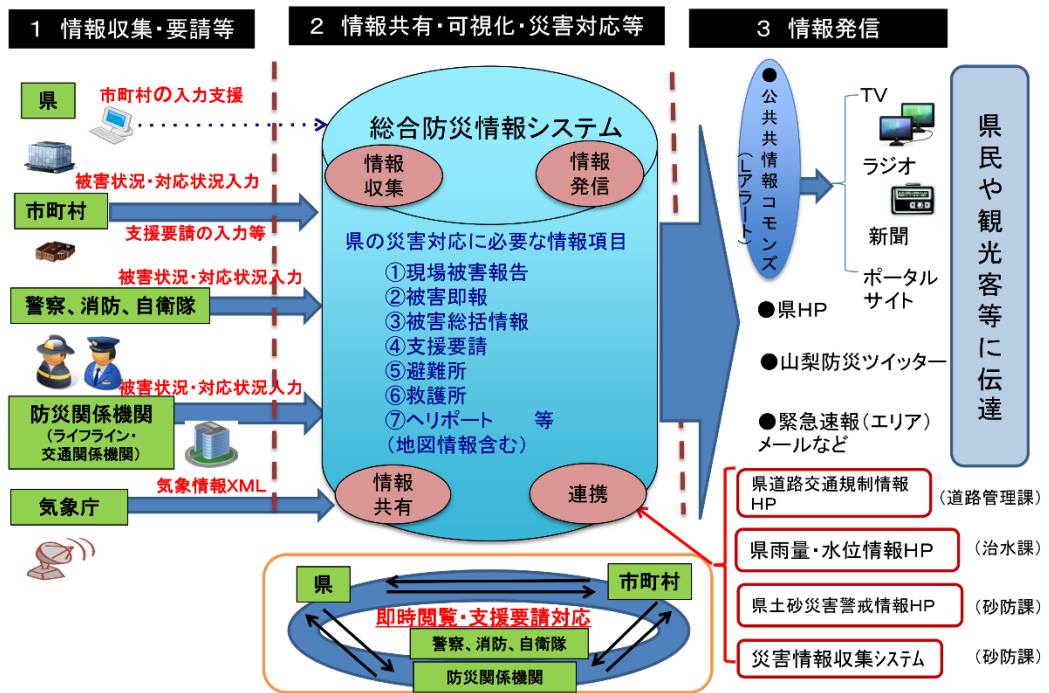 1 情報収集・要請等
2 情報共有・可視化・災害対応等
3 情報発信
県
市町村の入力支援
被害状況・対応状況入力
市町村
支援要請の入力等
被害状況・対応状況入力
警察、消防、自衛隊
被害状況・対応状況入力
防災関係機関
(ライフライン・
交通関係機関)
気象情報XML
気象庁
総合防災情報システム
情報
収集
情報
発信
県の災害対応に必要な情報項目
①現場被害報告
②被害即報
③被害総括情報
④支援要請
⑤避難所
⑥救護所
⑦ヘリポート 等
(地図情報含む)
情報
共有
連携
県
市町村
即時閲覧・支援要請対応
警察、消防、自衛隊
防災関係機関
●公共共情報コモンズ
(Lアラート)
TV
ラジオ
新聞
ポータル
サイト
●県HP
●山梨防災ツイッター
●緊急速報(エリア)
メールなど
県民や観光客等に伝達
県道路交通規制情報
HP
(道路管理課)
県雨量・水位情報HP
(治水課)
県土砂災害警戒情報HP
(砂防課)
災害情報収集システム
(砂防課)